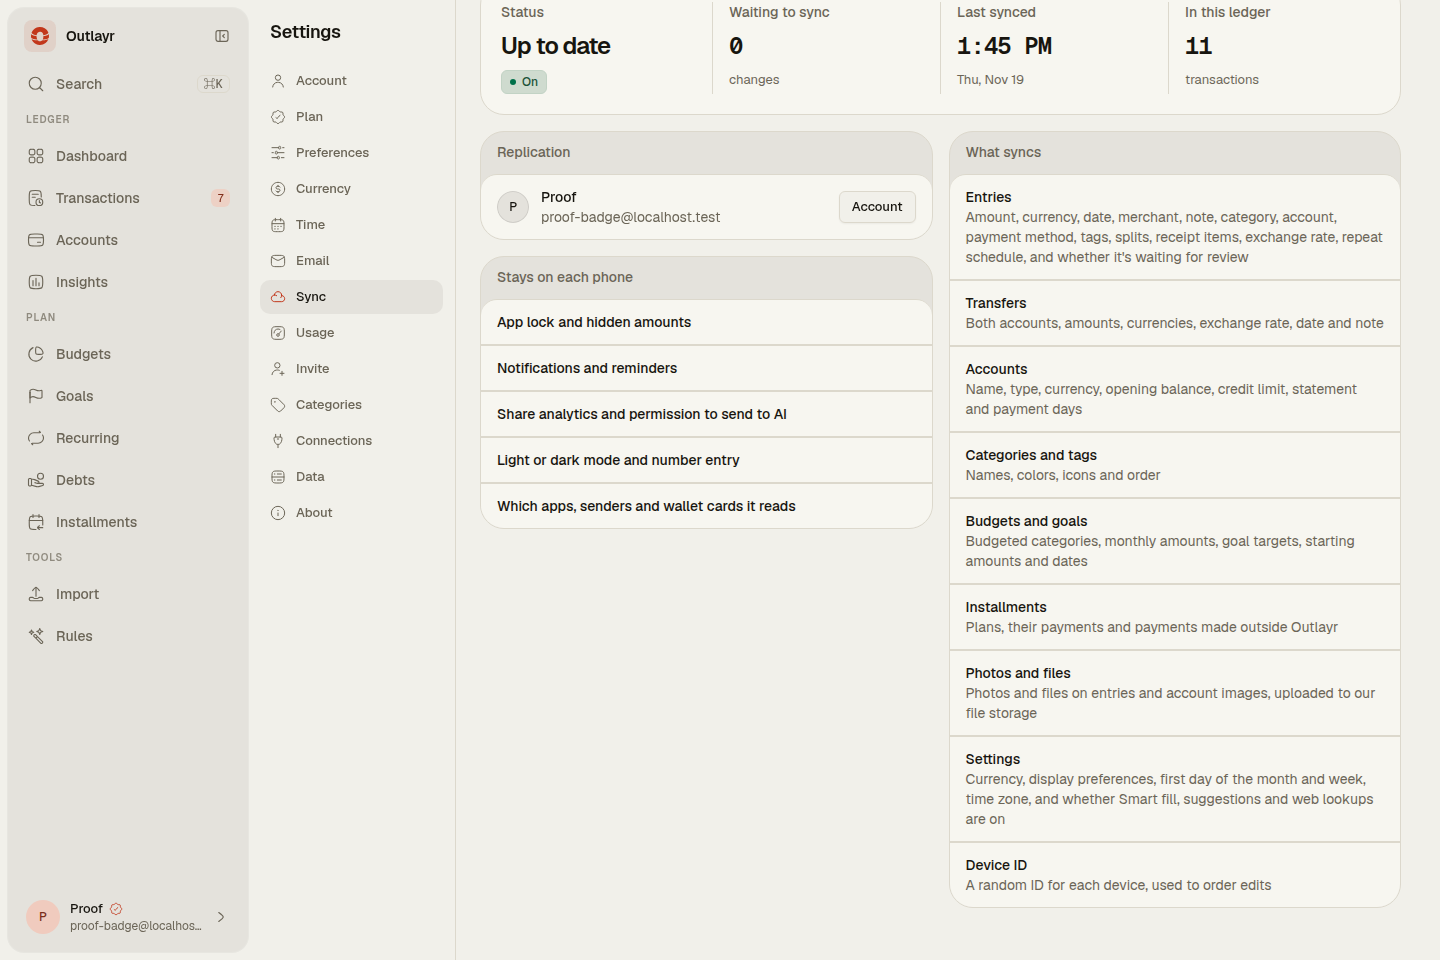 Outlayr
Search
⌘K
LEDGER
Dashboard
Transactions
7
Accounts
Insights
PLAN
Budgets
Goals
Recurring
Debts
Installments
TOOLS
Import
Rules
P
Proof
proof-badge@localhos...
Settings
Account
Plan
Preferences
Currency
Time
Email
Sync
Usage
Invite
Categories
Connections
Data
About
Status
Up to date
On
Waiting to sync
0
changes
Last synced
1:45 PM
Thu, Nov 19
In this ledger
11
transactions
Replication
P
Proof
proof-badge@localhost.test
Account
Stays on each phone
App lock and hidden amounts
Notifications and reminders
Share analytics and permission to send to AI
Light or dark mode and number entry
Which apps, senders and wallet cards it reads
What syncs
Entries
Amount, currency, date, merchant, note, category, account,
payment method, tags, splits, receipt items, exchange rate, repeat
schedule, and whether it's waiting for review
Transfers
Both accounts, amounts, currencies, exchange rate, date and note
Accounts
Name, type, currency, opening balance, credit limit, statement
and payment days
Categories and tags
Names, colors, icons and order
Budgets and goals
Budgeted categories, monthly amounts, goal targets, starting
amounts and dates
Installments
Plans, their payments and payments made outside Outlayr
Photos and files
Photos and files on entries and account images, uploaded to our
file storage
Settings
Currency, display preferences, first day of the month and week,
time zone, and whether Smart fill, suggestions and web lookups
are on
Device ID
A random ID for each device, used to order edits